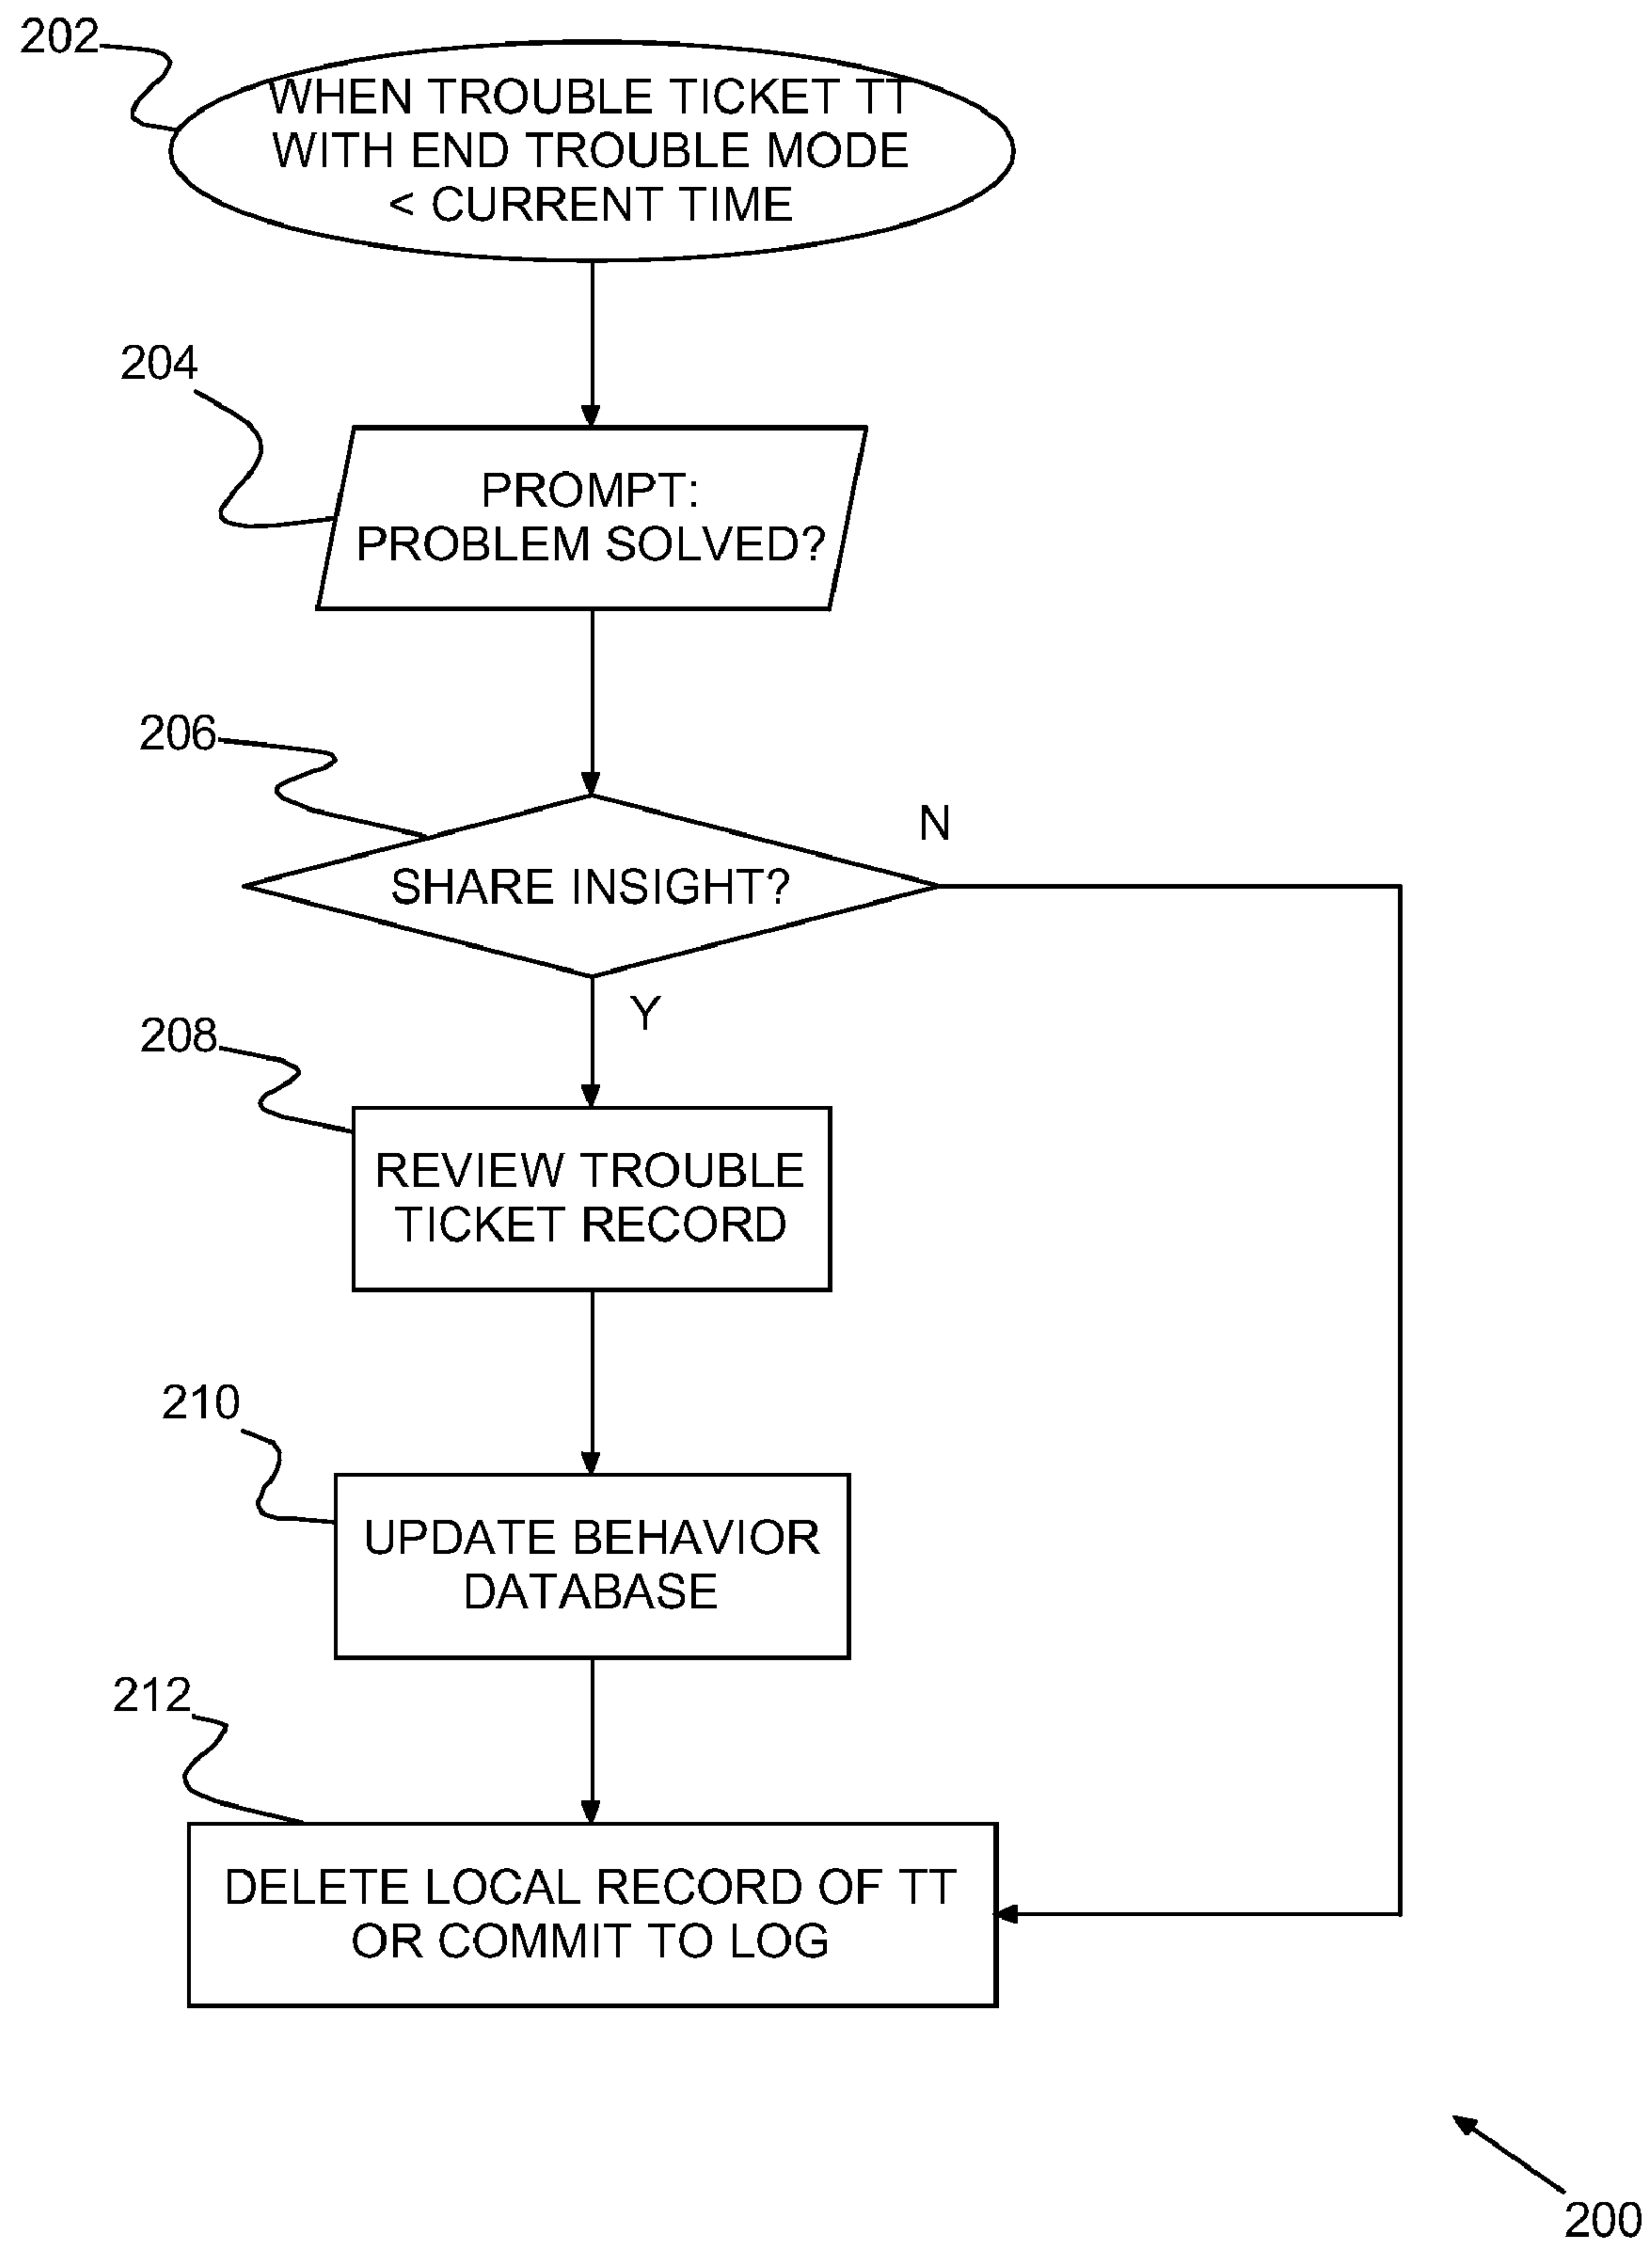 202
WHEN TROUBLE TICKET TT
WITH END TROUBLE MODE
< CURRENT TIME
204
PROMPT:
PROBLEM SOLVED?
206
N
SHARE INSIGHT?
Y
208
REVIEW TROUBLE
TICKET RECORD
210
UPDATE BEHAVIOR
DATABASE
212
DELETE LOCAL RECORD OF TT
OR COMMIT TO LOG
200